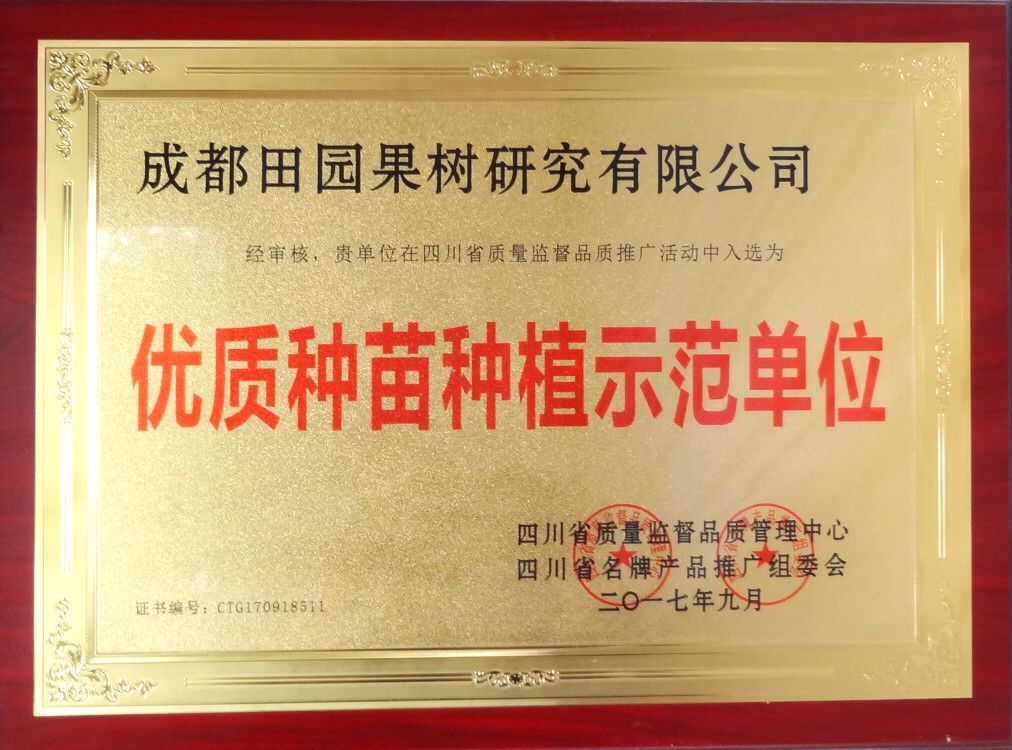 成都田园果树研究有限公司
经审核，贵单位在四川省质量监督品质推广活动中入选为
优质种苗种植示范单位
四川省质量监督品质管理中心
四川省名牌产品推广组委会
二〇一七年九月
证书编号：CTG170918511